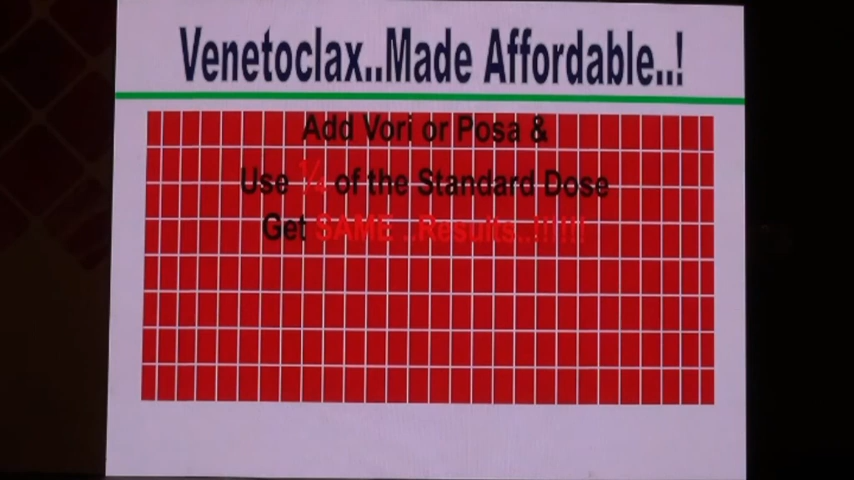 Venetoclax..Made Affordable..!
Add Vori or Posa &
Use ¼ of the Standard Dose
Get SAME ..Results..!!!!!!